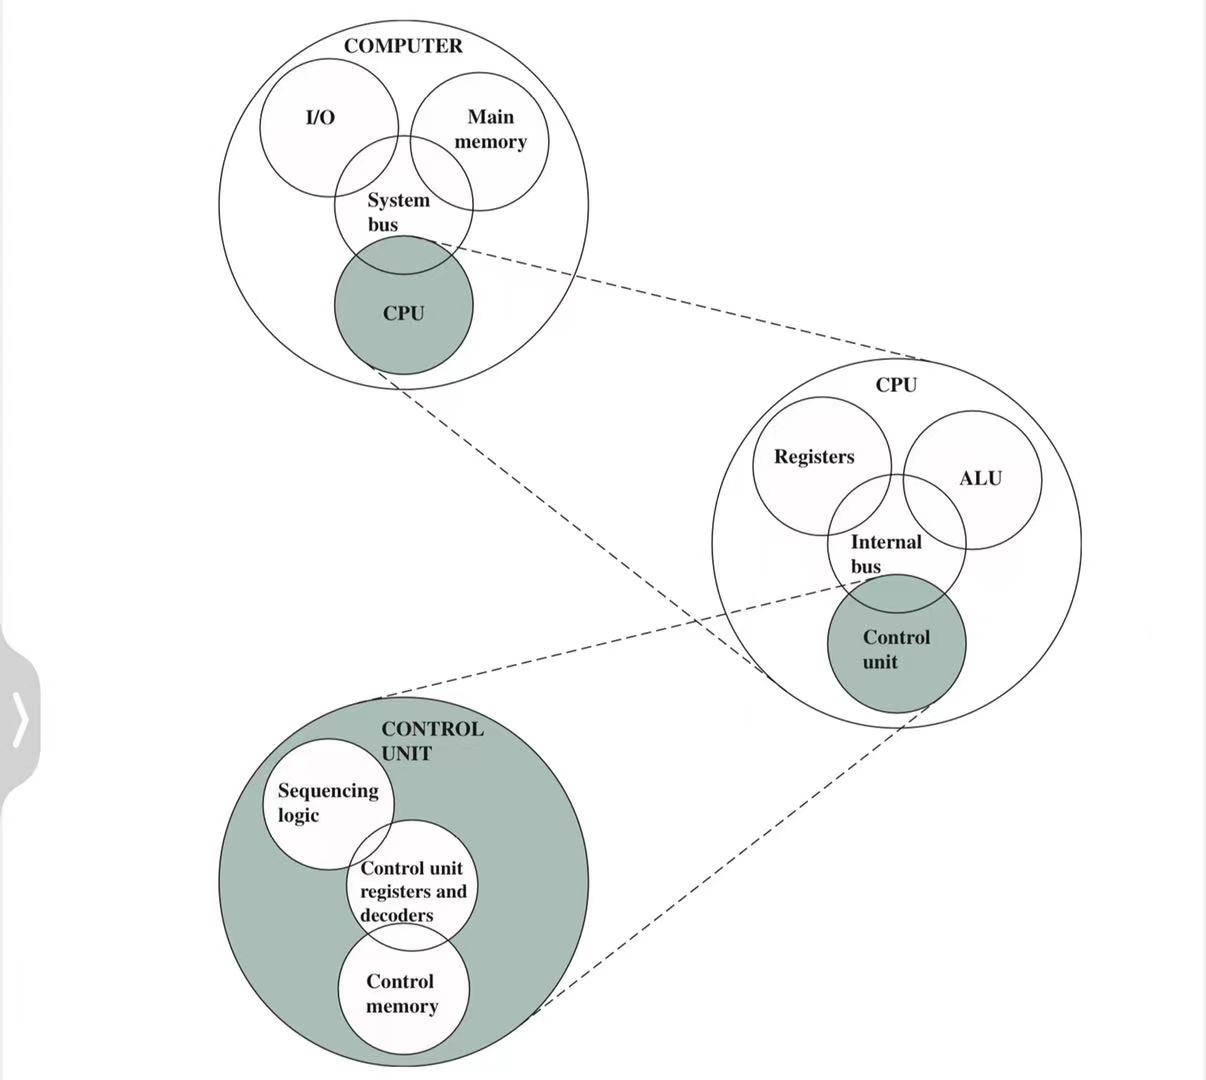 COMPUTER
I/O
Main
memory
System
bus
CPU
CPU
Registers
ALU
Internal
bus
Control
unit
CONTROL
UNIT
Sequencing
logic
Control unit
registers and
decoders
Control
memory